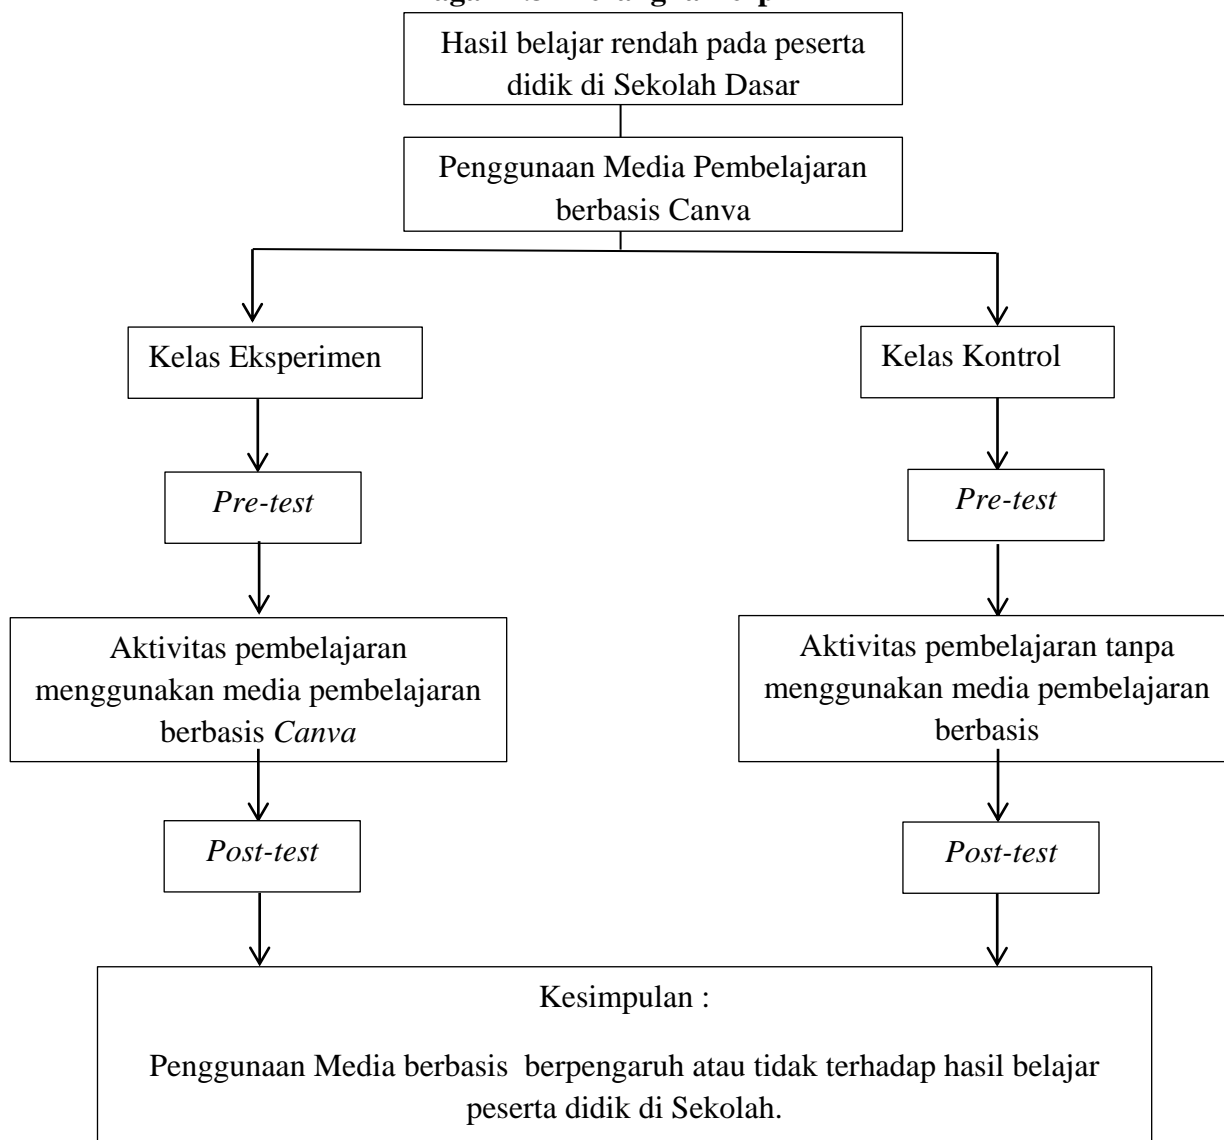 Hasil belajar rendah pada peserta
didik di Sekolah Dasar
Penggunaan Media Pembelajaran
berbasis Canva
Kelas Eksperimen
Kelas Kontrol
Pre-test
Pre-test
Aktivitas pembelajaran
menggunakan media pembelajaran
berbasis Canva
Aktivitas pembelajaran tanpa
menggunakan media pembelajaran
berbasis
Post-test
Post-test
Kesimpulan :
Penggunaan Media berbasis berpengaruh atau tidak terhadap hasil belajar
peserta didik di Sekolah.